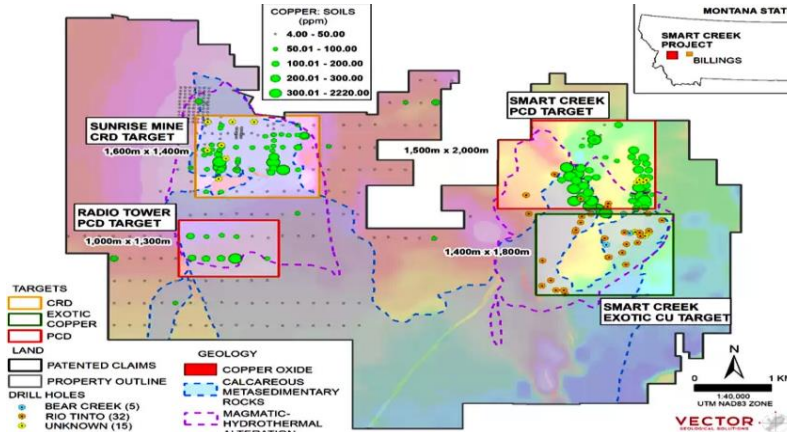 COPPER: SOILS
(ppm)
4.00 - 50.00
50.01 - 100.00
100.01 - 200.00
200.01 - 300.00
300.01 - 2220.00
MONTANA STAT
SMART CREEK
PROJECT
BILLINGS
SUNRISE MINE
CRD TARGET
1,600m x 1,400m
1,500m x 2,000m
SMART CREEK
PCD TARGET
RADIO TOWER
PCD TARGET
1,000m x 1,300m
1,400m x 1,800m
SMART CREEK
EXOTIC CU TARGET
TARGETS
CRD
EXOTIC
COPPER
PCD
LAND
PATENTED CLAIMS
PROPERTY OUTLINE
DRILL HOLES
BEAR CREEK (5)
RIO TINTO (32)
UNKNOWN (15)
GEOLOGY
COPPER OXIDE
CALCAREOUS
METASEDIMENTARY
ROCKS
MAGMATIC-
HYDROTHERMAL
ALTERATION
N
0 1 K
1:40,000
UTM NAD83 ZONE
VECTOR
GEOLOGICAL SOLUTIONS